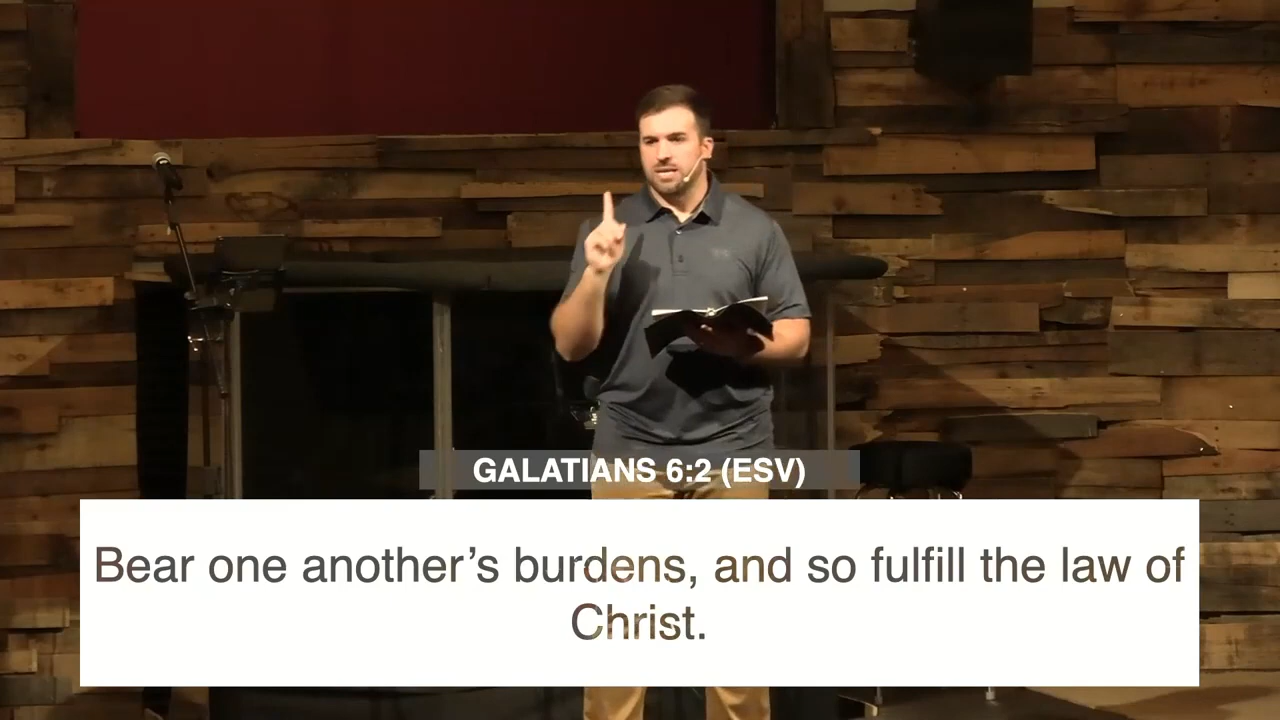 GALATIANS 6:2 (ESV)
Bear one another’s burdens, and so fulfill the law of
Christ.